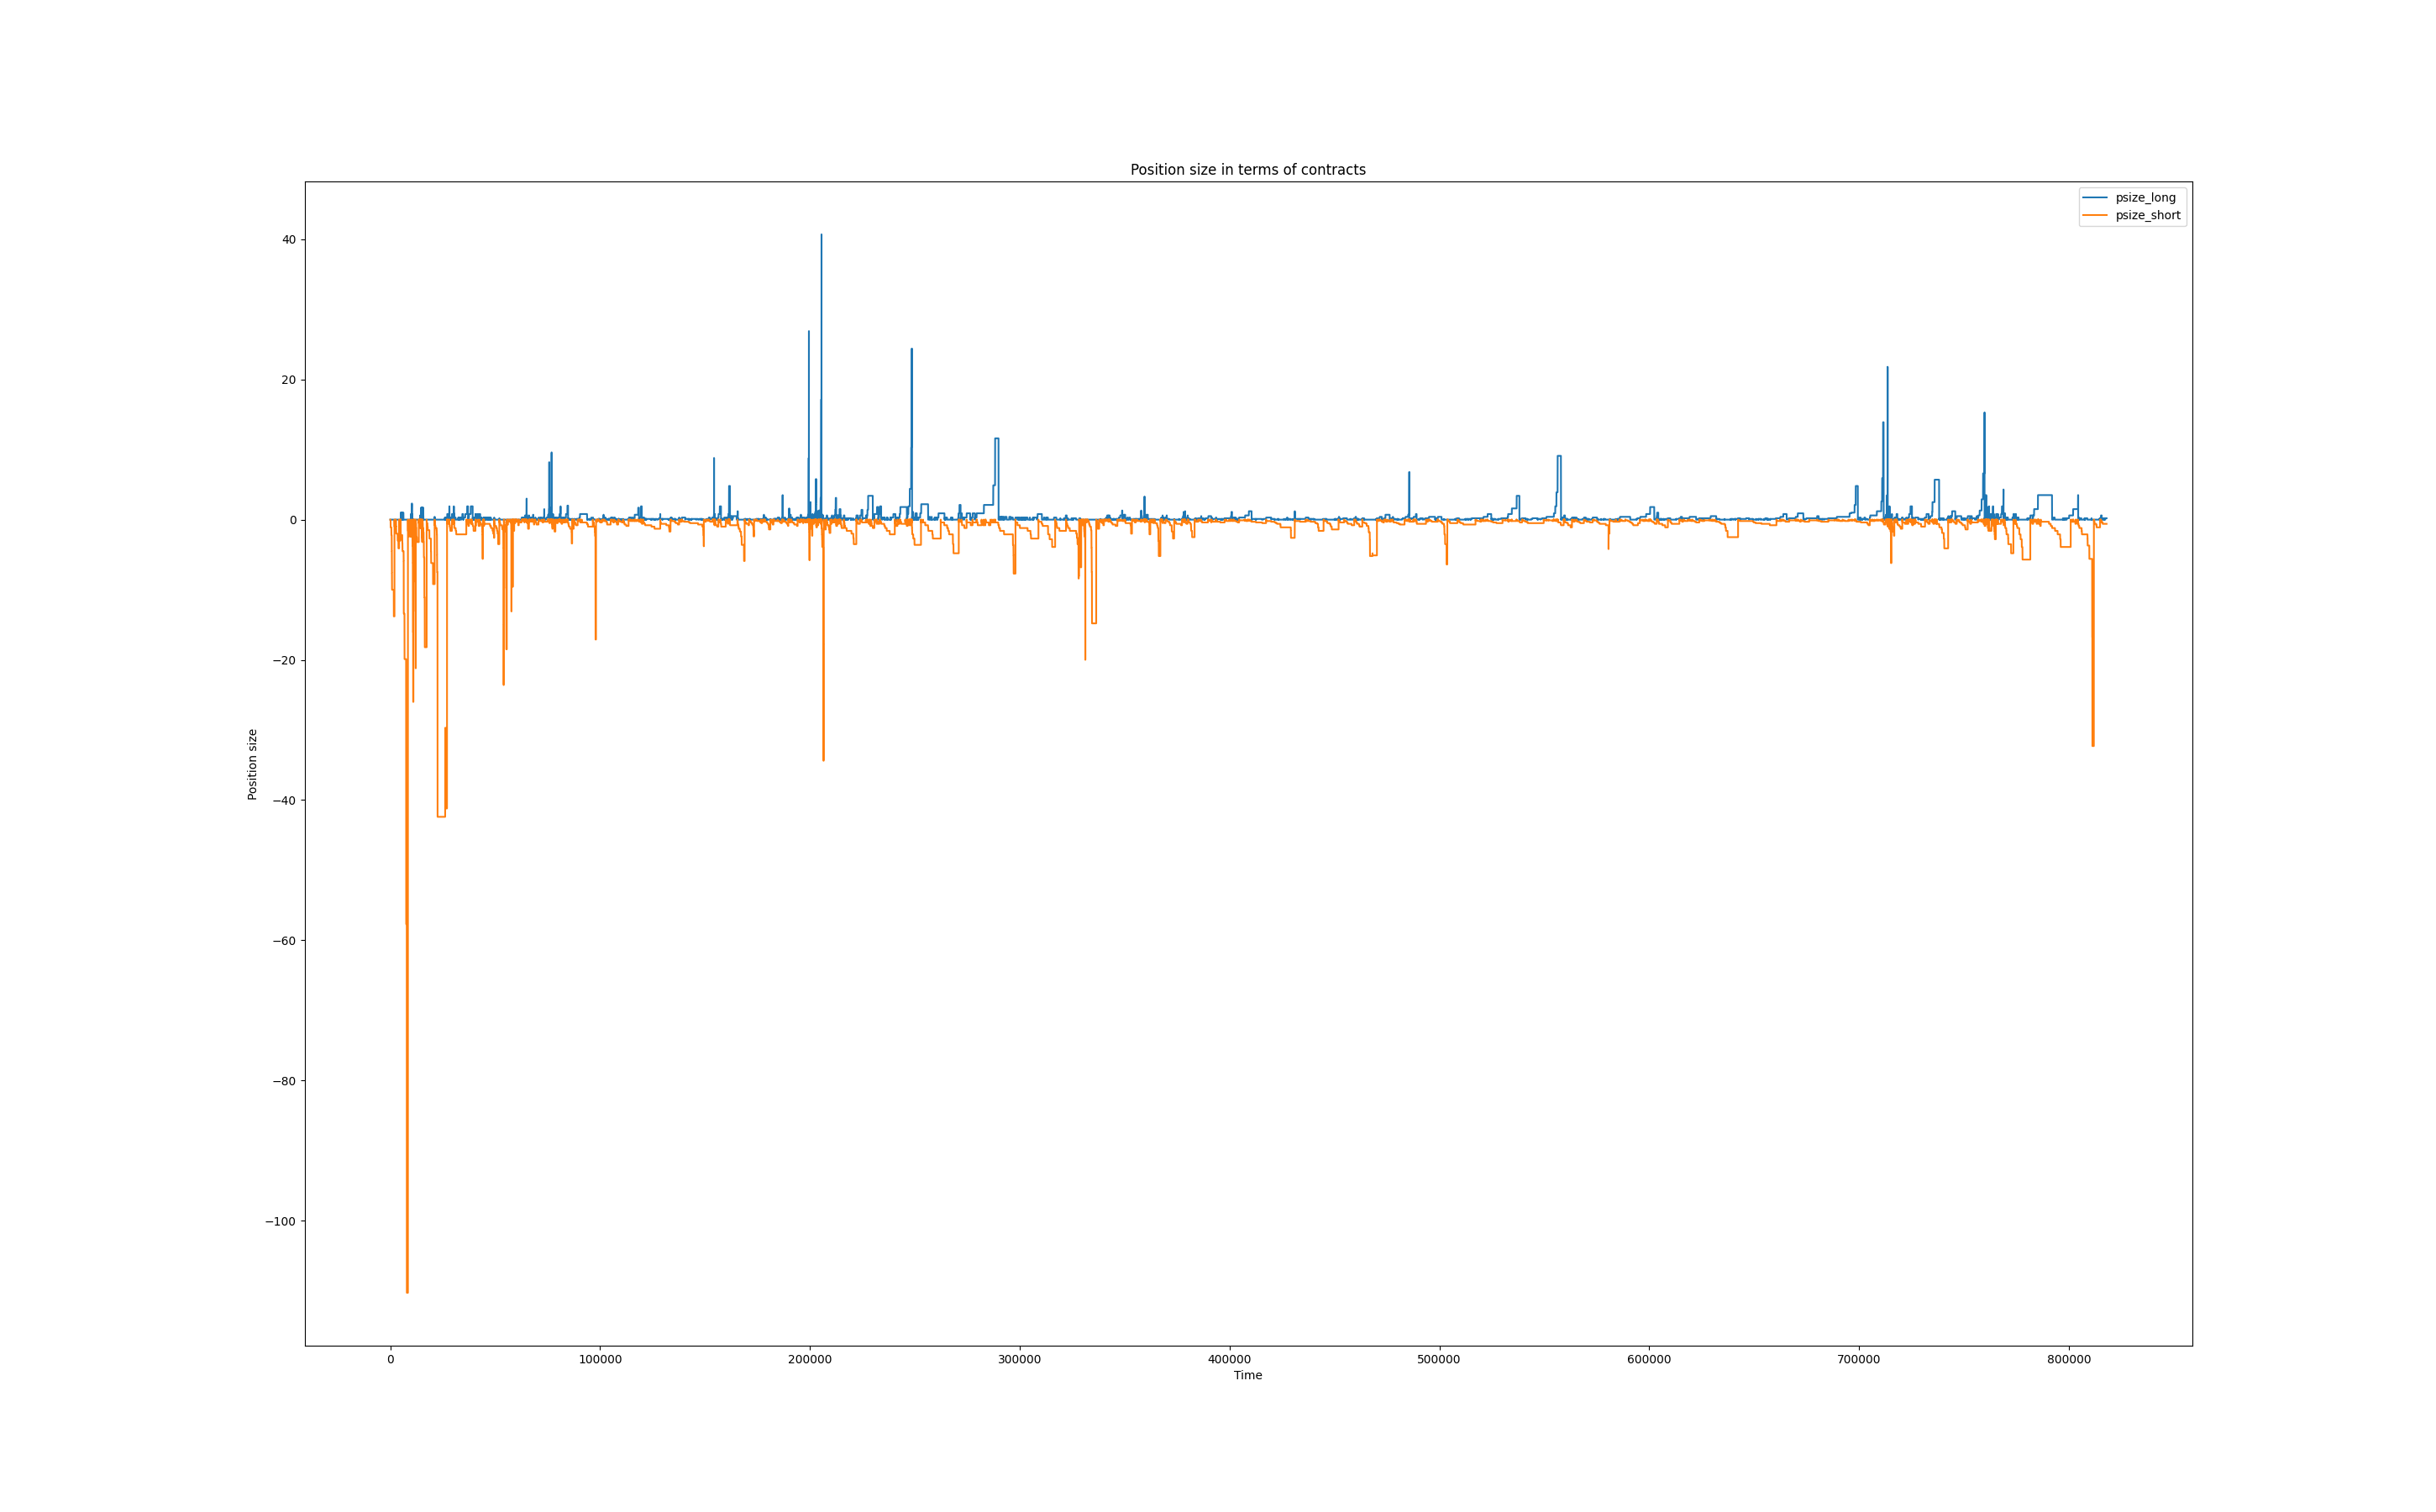 Position size in terms of contracts
psize_long
psize_short
40
20
0
−20
−40
−60
−80
−100
Position size
0 100000 200000 300000 400000 500000 600000 700000 800000
Time